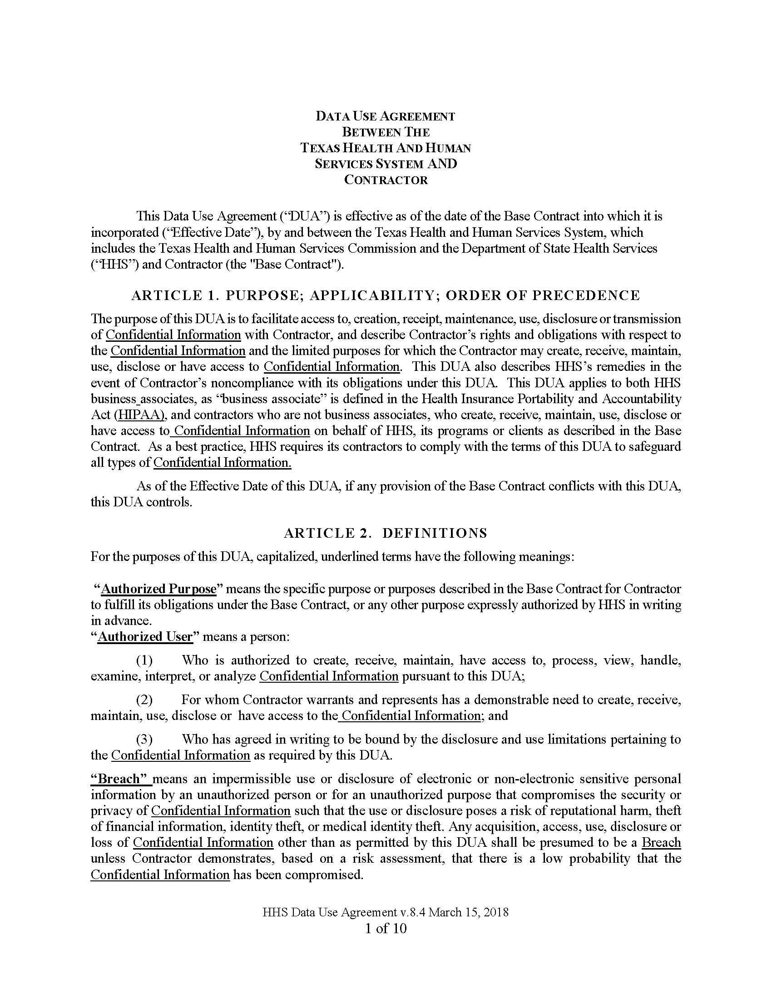 DATA USE AGREEMENT
BETWEEN THE
TEXAS HEALTH AND HUMAN
SERVICES SYSTEM AND
CONTRACTOR
This Data Use Agreement (“DUA”) is effective as of the date of the Base Contract into which it is
incorporated (“Effective Date”), by and between the Texas Health and Human Services System, which
includes the Texas Health and Human Services Commission and the Department of State Health Services
(“HHS”) and Contractor (the "Base Contract").
ARTICLE 1. PURPOSE; APPLICABILITY; ORDER OF PRECEDENCE
The purpose of this DUA is to facilitate access to, creation, receipt, maintenance, use, disclosure or transmission
of Confidential Information with Contractor, and describe Contractor’s rights and obligations with respect to
the Confidential Information and the limited purposes for which the Contractor may create, receive, maintain,
use, disclose or have access to Confidential Information. This DUA also describes HHS’s remedies in the
event of Contractor’s noncompliance with its obligations under this DUA. This DUA applies to both HHS
business associates, as “business associate” is defined in the Health Insurance Portability and Accountability
Act (HIPAA), and contractors who are not business associates, who create, receive, maintain, use, disclose or
have access to Confidential Information on behalf of HHS, its programs or clients as described in the Base
Contract. As a best practice, HHS requires its contractors to comply with the terms of this DUA to safeguard
all types of Confidential Information.
As of the Effective Date of this DUA, if any provision of the Base Contract conflicts with this DUA,
this DUA controls.
ARTICLE 2. DEFINITIONS
For the purposes of this DUA, capitalized, underlined terms have the following meanings:
“Authorized Purpose” means the specific purpose or purposes described in the Base Contract for Contractor
to fulfill its obligations under the Base Contract, or any other purpose expressly authorized by HHS in writing
in advance.
“Authorized User” means a person:
(1) Who is authorized to create, receive, maintain, have access to, process, view, handle,
examine, interpret, or analyze Confidential Information pursuant to this DUA;
(2) For whom Contractor warrants and represents has a demonstrable need to create, receive,
maintain, use, disclose or have access to the Confidential Information; and
(3) Who has agreed in writing to be bound by the disclosure and use limitations pertaining to
the Confidential Information as required by this DUA.
“Breach” means an impermissible use or disclosure of electronic or non-electronic sensitive personal
information by an unauthorized person or for an unauthorized purpose that compromises the security or
privacy of Confidential Information such that the use or disclosure poses a risk of reputational harm, theft
of financial information, identity theft, or medical identity theft. Any acquisition, access, use, disclosure or
loss of Confidential Information other than as permitted by this DUA shall be presumed to be a Breach
unless Contractor demonstrates, based on a risk assessment, that there is a low probability that the
Confidential Information has been compromised.
HHS Data Use Agreement v.8.4 March 15, 2018
1 of 10